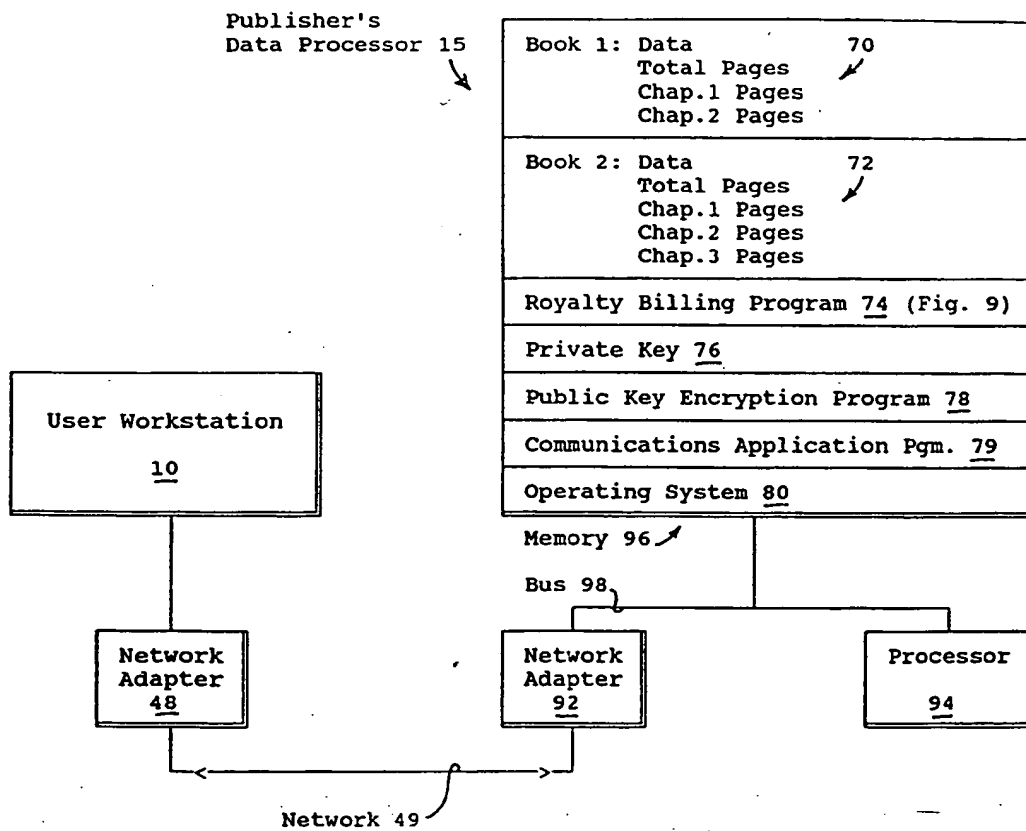 Publisher's
Data Processor 15
Book 1: Data 70
Total Pages
Chap.1 Pages
Chap.2 Pages
Book 2: Data 72
Total Pages
Chap.1 Pages
Chap.2 Pages
Chap.3 Pages
Royalty Billing Program 74 (Fig. 9)
Private Key 76
Public Key Encryption Program 78
Communications Application Pgm. 79
Operating System 80
Memory 96
Bus 98
User Workstation
10
Network
Adapter
48
Network
Adapter
92
Processor
94
Network 49